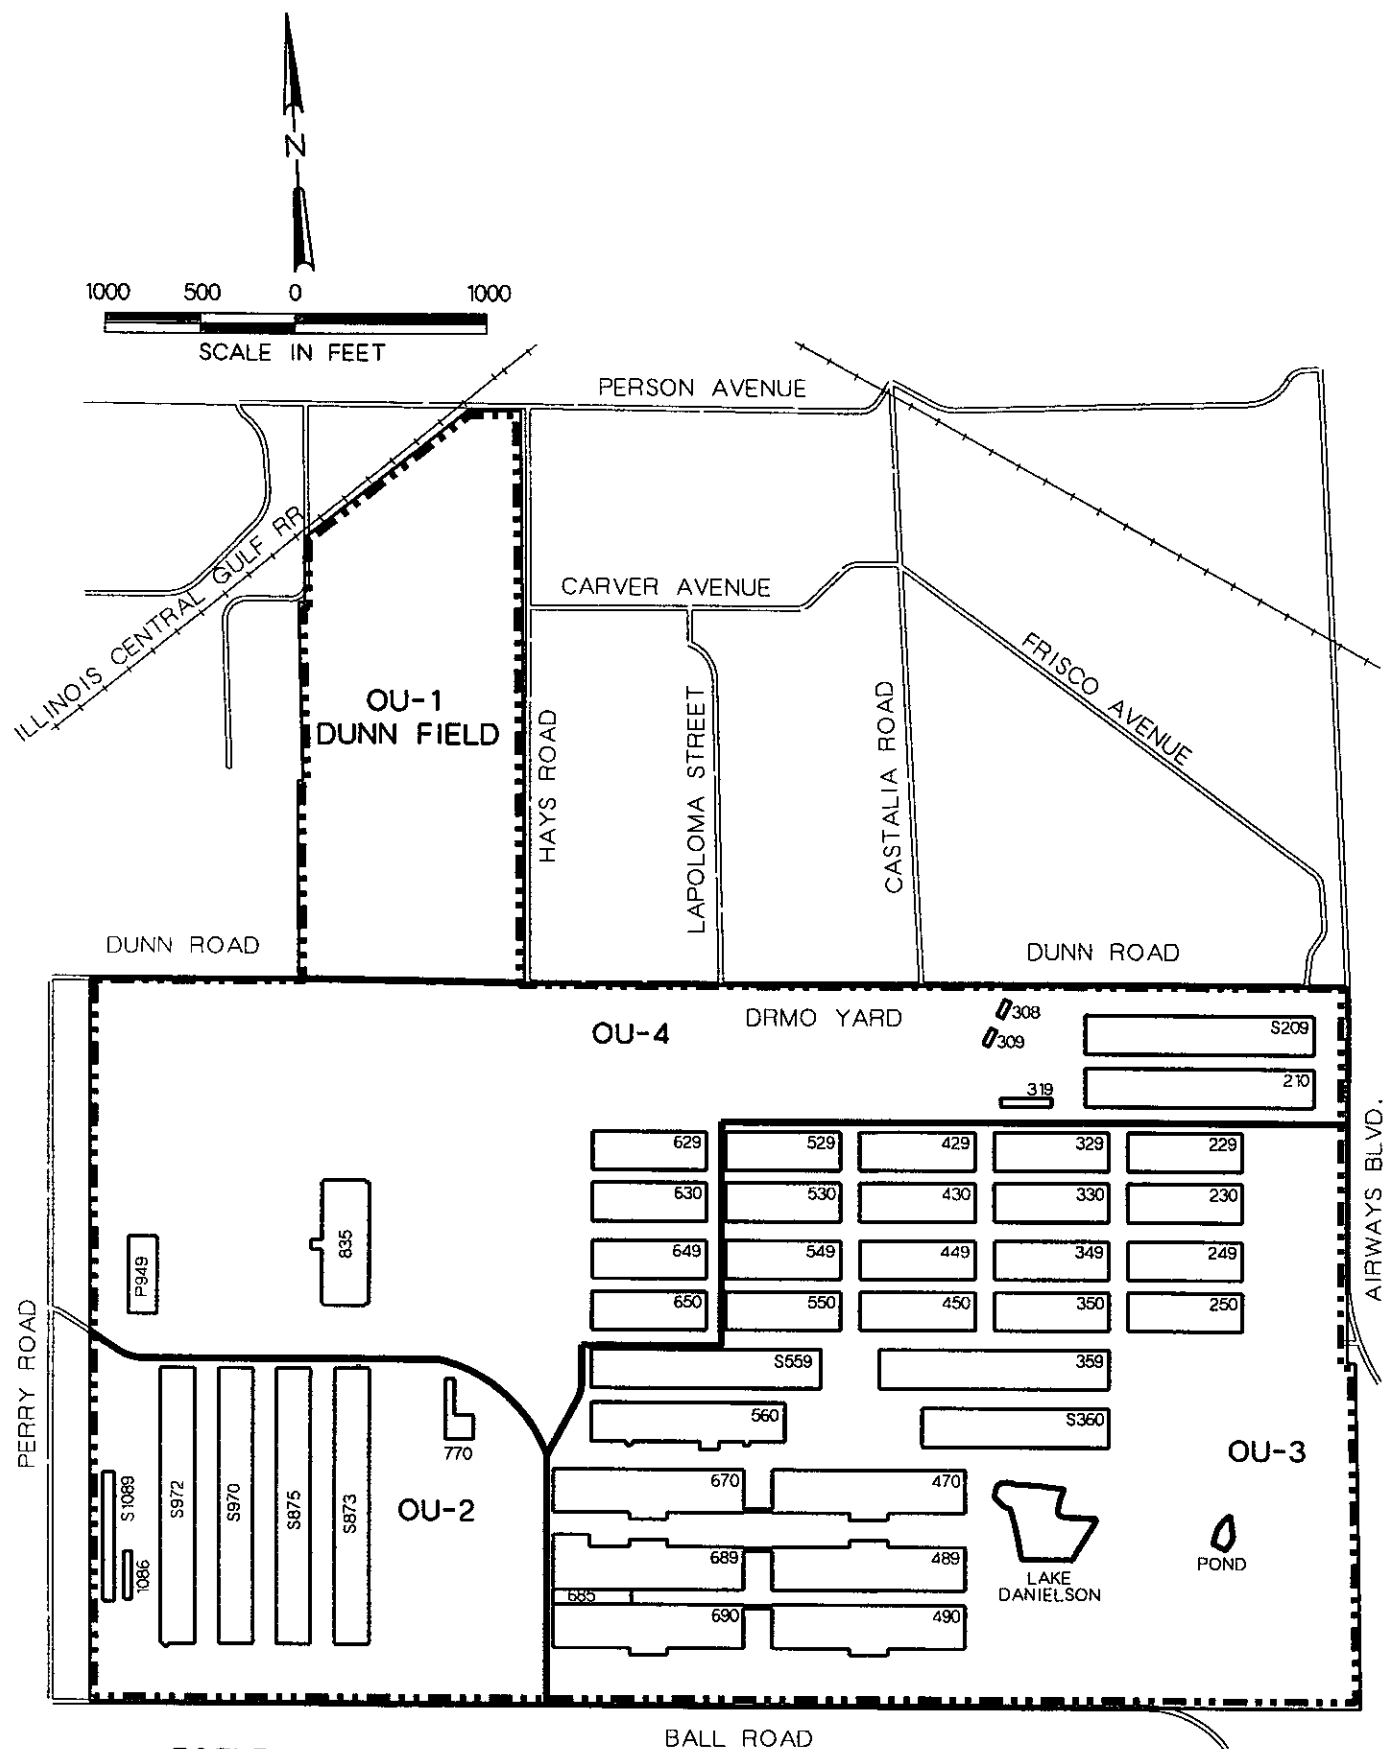 N
1000 500 0 1000
SCALE IN FEET
PERSON AVENUE
ILLINOIS CENTRAL GULF RR
CARVER AVENUE
FRISCO AVENUE
OU-1
DUNN FIELD
HAYS ROAD
LAPOLOMA STREET
CASTALIA ROAD
DUNN ROAD
DUNN ROAD
OU-4
DRMO YARD
308
309
S209
319
210
AIRWAYS BLVD.
629
529
429
329
229
630
530
430
330
230
835
P949
649
549
449
349
249
650
550
450
350
250
PERRY ROAD
S559
359
560
S360
770
OU-3
670
470
S1089
1086
S972
S970
S875
S873
OU-2
689
489
LAKE
DANIELSON
POND
685
690
490
BALL ROAD